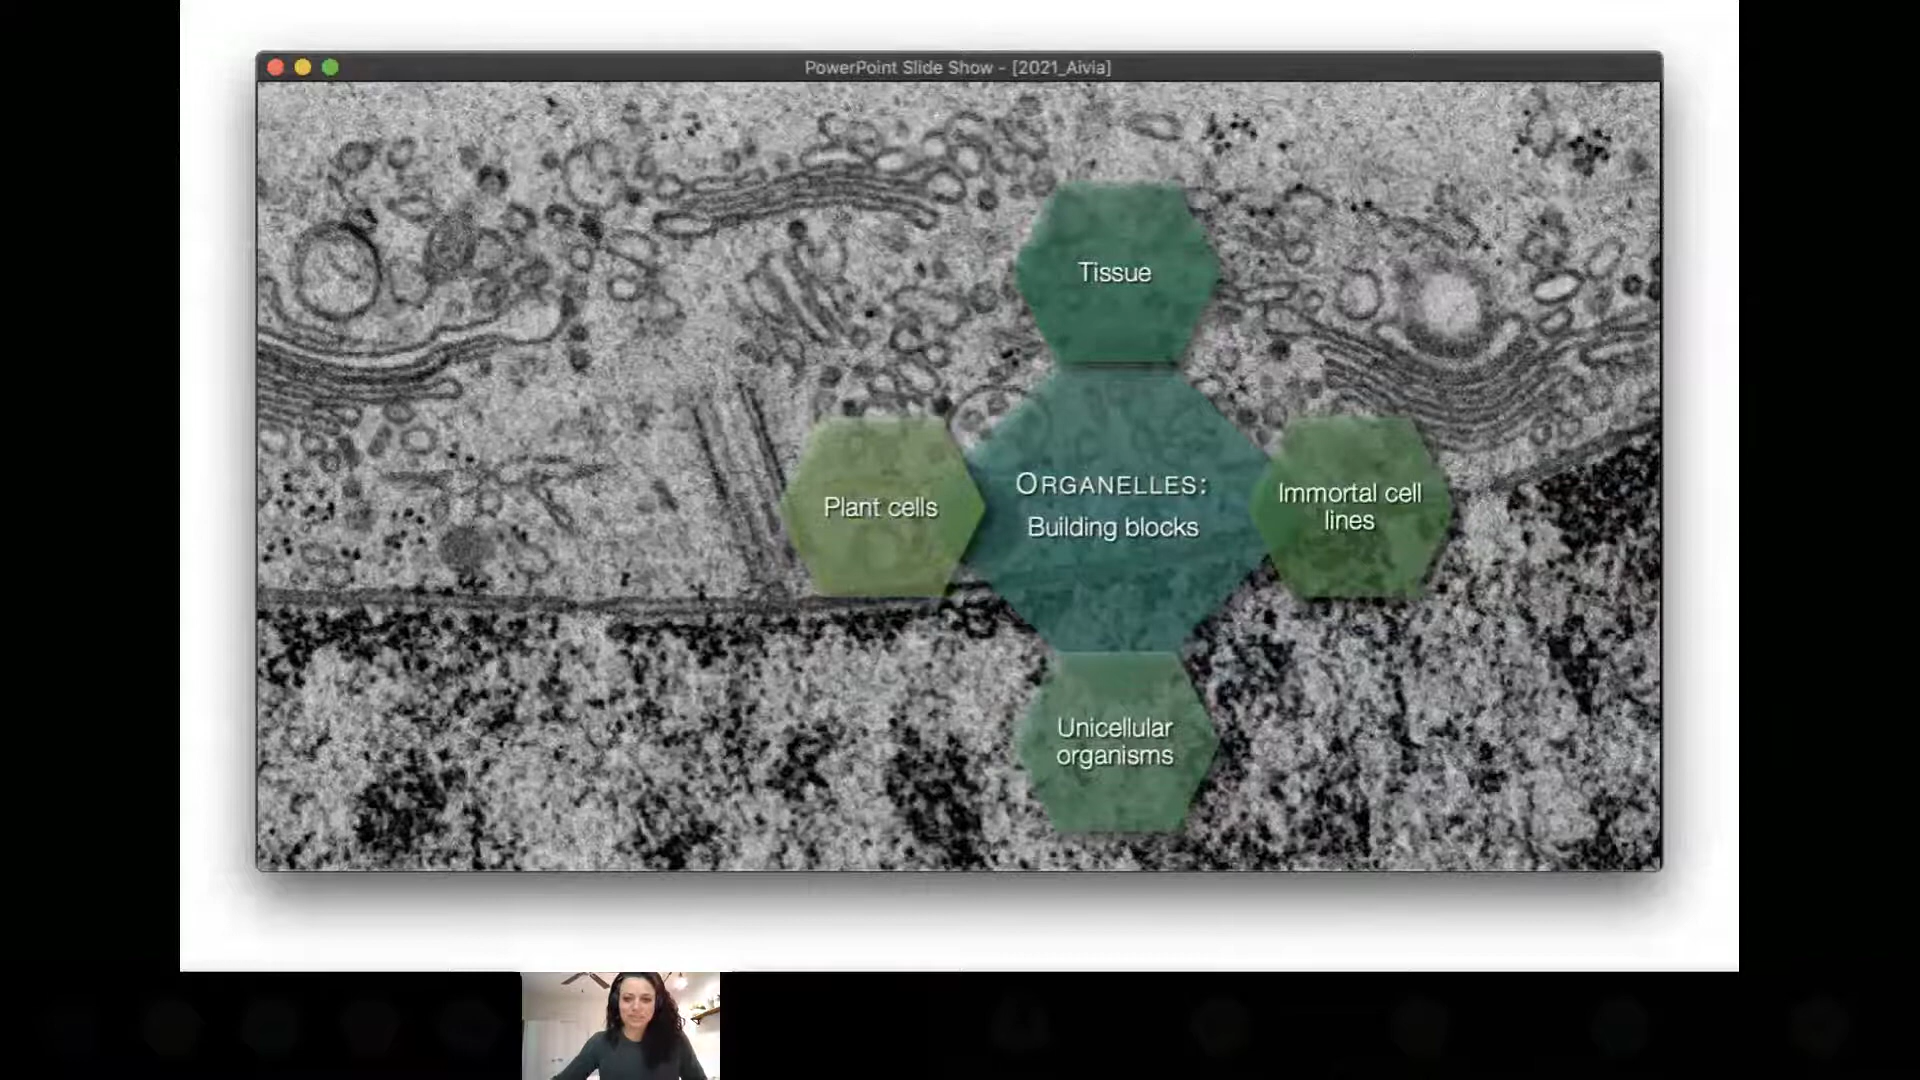 PowerPoint Slide Show - [2021_Aivia]
Tissue
Plant cells
ORGANELLES:
Building blocks
Immortal cell
lines
Unicellular
organisms